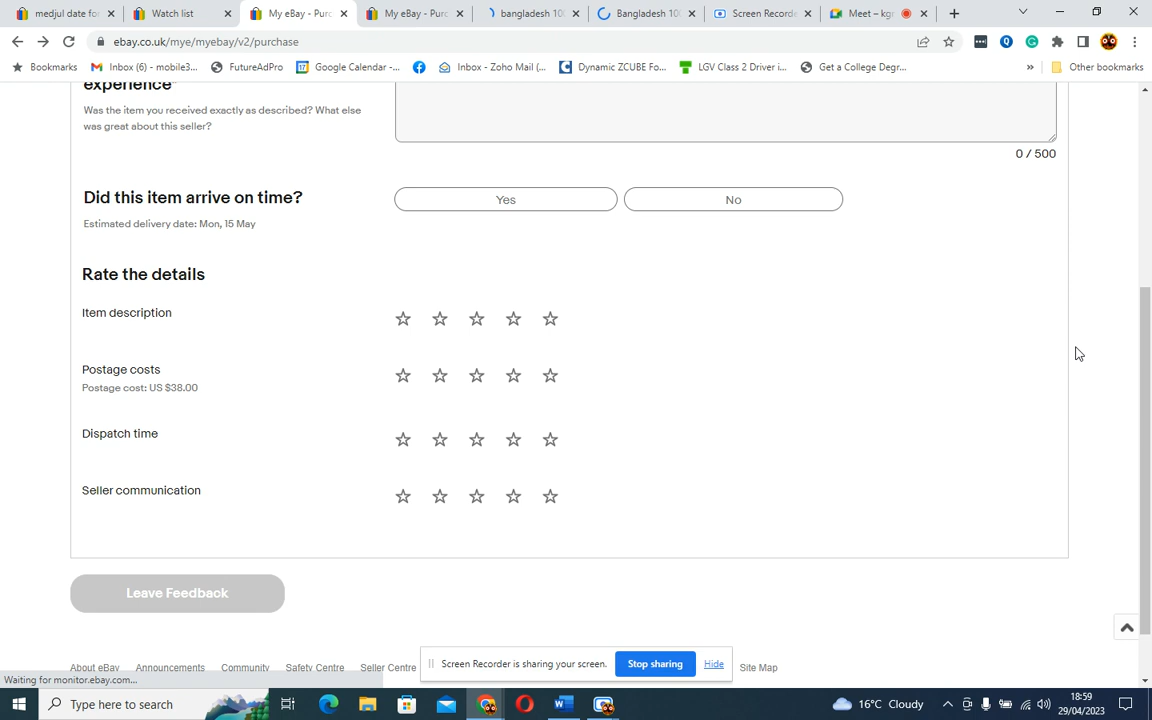 medjul date fo
Watch list
My eBay - Purc
My eBay - Purc
bangladesh 10
Bangladesh 100
Screen Recorde
Meet – kg
ebay.co.uk/mye/myebay/v2/purchase
Bookmarks
Inbox (6) - mobile3...
FutureAdPro
Google Calendar -...
Inbox - Zoho Mail (...
Dynamic ZCUBE Fo...
LGV Class 2 Driver i...
Get a College Degr...
»
Other bookmarks
experience*
Was the item you received exactly as described? What else
was great about this seller?
0 / 500
Did this item arrive on time?
Yes
No
Estimated delivery date: Mon, 15 May
Rate the details
Item description
Postage costs
Postage cost: US $38.00
Dispatch time
Seller communication
Leave Feedback
About eBay
Announcements
Community
Safety Centre
Seller Centre
Site Map
Screen Recorder is sharing your screen.
Stop sharing
Hide
Waiting for monitor.ebay.com...
Type here to search
16°C Cloudy
18:59
29/04/2023